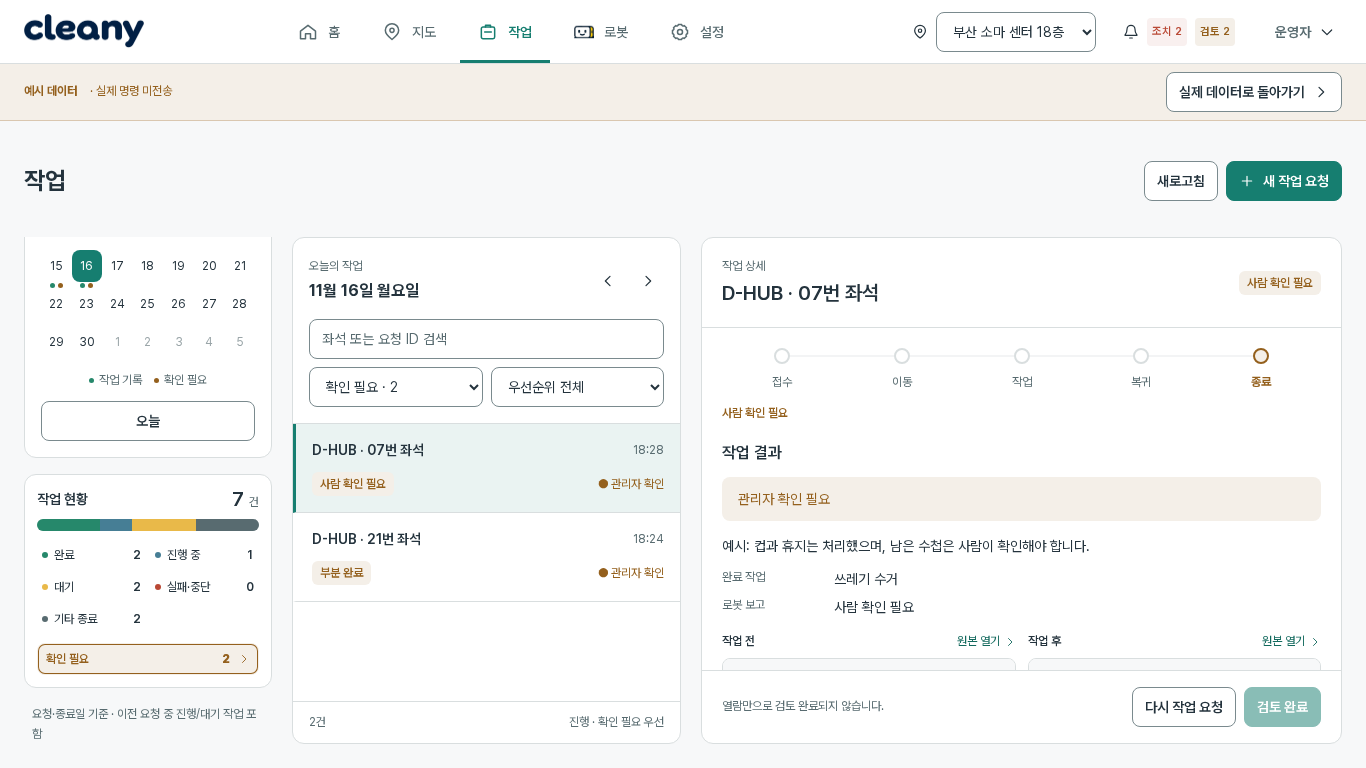 cleany
홈
지도
작업
로봇
설정
부산 소마 센터 18층
조치 2
검토 2
운영자
예시 데이터 · 실제 명령 미전송
실제 데이터로 돌아가기
작업
새로고침
새 작업 요청
15 16 17 18 19 20 21
22 23 24 25 26 27 28
29 30 1 2 3 4 5
작업 기록 확인 필요
오늘
작업 현황 7 건
완료 2 진행 중 1
대기 2 실패·중단 0
기타 종료 2
확인 필요 2
요청·종료일 기준 · 이전 요청 중 진행/대기 작업 포
함
오늘의 작업
11월 16일 월요일
좌석 또는 요청 ID 검색
확인 필요 · 2
우선순위 전체
D-HUB · 07번 좌석 18:28
사람 확인 필요 관리자 확인
D-HUB · 21번 좌석 18:24
부분 완료 관리자 확인
2건 진행 · 확인 필요 우선
작업 상세
D-HUB · 07번 좌석
사람 확인 필요
접수 이동 작업 복귀 종료
사람 확인 필요
작업 결과
관리자 확인 필요
예시: 컵과 휴지는 처리했으며, 남은 수첩은 사람이 확인해야 합니다.
완료 작업 쓰레기 수거
로봇 보고 사람 확인 필요
작업 전 원본 열기
작업 후 원본 열기
열람만으로 검토 완료되지 않습니다.
다시 작업 요청
검토 완료